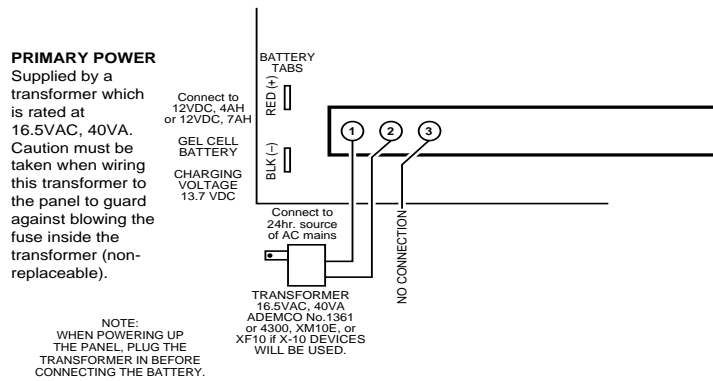 PRIMARY POWER
Supplied by a
transformer which
is rated at
16.5VAC, 40VA.
Caution must be
taken when wiring
this transformer to
the panel to guard
against blowing the
fuse inside the
transformer (non-
replaceable).
BATTERY
TABS
RED (+)
BLK (–)
Connect to
12VDC, 4AH
or 12VDC, 7AH
GEL CELL
BATTERY
CHARGING
VOLTAGE
13.7 VDC
1 2 3
NO CONNECTION
Connect to
24hr. source
of AC mains
TRANSFORMER
16.5VAC, 40VA
ADEMCO No.1361
or 4300, XM10E, or
XF10 if X-10 DEVICES
WILL BE USED.
NOTE:
WHEN POWERING UP
THE PANEL, PLUG THE
TRANSFORMER IN BEFORE
CONNECTING THE BATTERY.